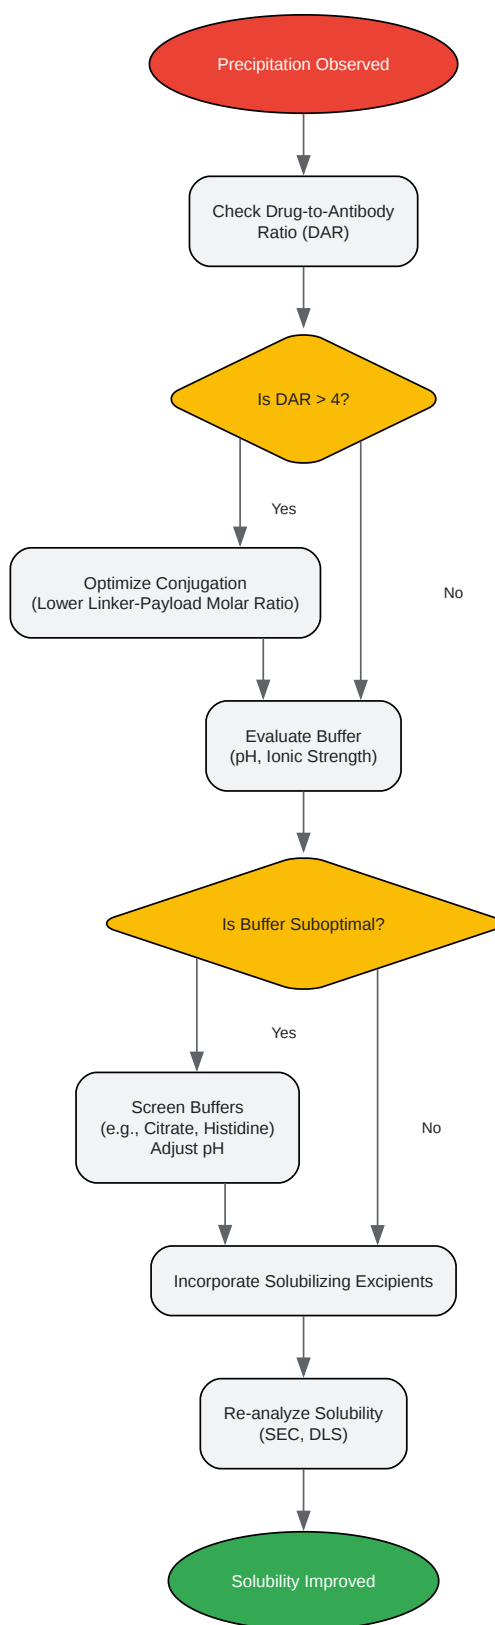 Precipitation Observed
Check Drug-to-Antibody
Ratio (DAR)
Is DAR > 4?
Yes
Optimize Conjugation
(Lower Linker-Payload Molar Ratio)
No
Evaluate Buffer
(pH, Ionic Strength)
Is Buffer Suboptimal?
Yes
Screen Buffers
(e.g., Citrate, Histidine)
Adjust pH
No
Incorporate Solubilizing Excipients
Re-analyze Solubility
(SEC, DLS)
Solubility Improved